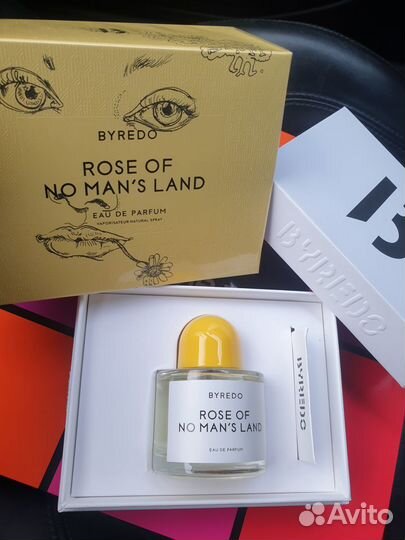 BYREDO
ROSE OF
NO MAN'S LAND
EAU DE PARFUM
VAPORISATEUR NATURAL SPRAY
B
BYREDO
BYREDO
BYREDO
ROSE OF
NO MAN'S LAND
EAU DE PARFUM
Avito